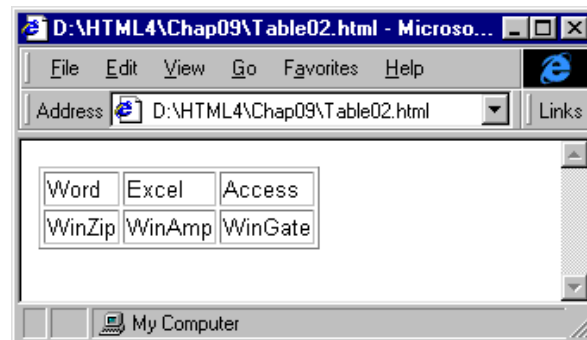 D:\HTML4\Chap09\Table02.html - Microso...
File Edit View Go Favorites Help
Address D:\HTML4\Chap09\Table02.html Links
Word Excel Access
WinZip WinAmp WinGate
My Computer